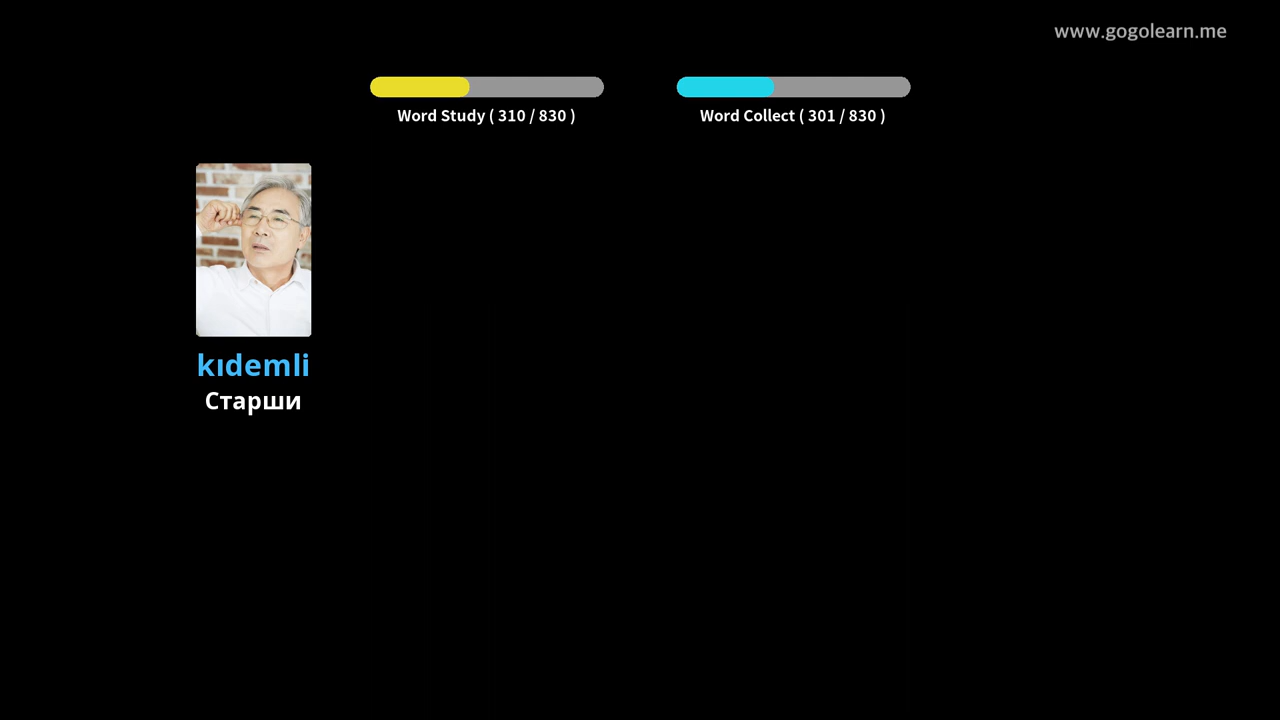 www.gogolearn.me
Word Study ( 310 / 830 )
Word Collect ( 301 / 830 )
kıdemli
Старши